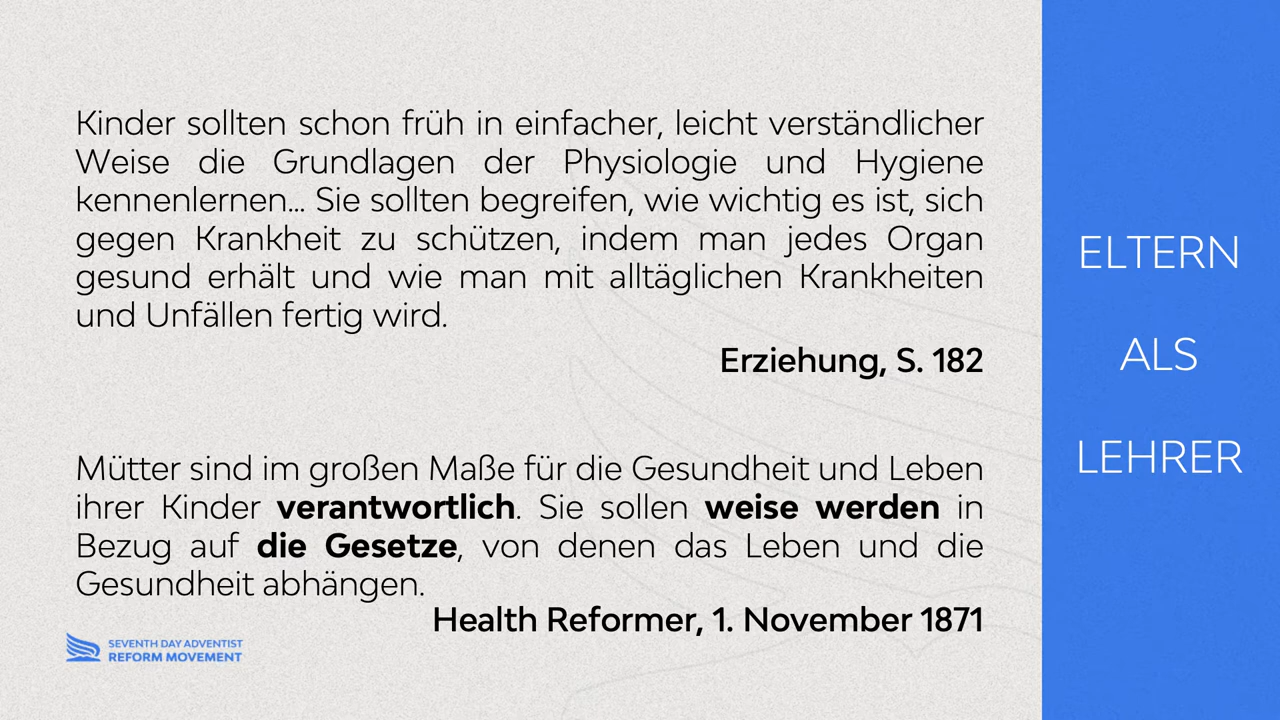 Kinder sollten schon früh in einfacher, leicht verständlicher
Weise die Grundlagen der Physiologie und Hygiene
kennenlernen... Sie sollten begreifen, wie wichtig es ist, sich
gegen Krankheit zu schützen, indem man jedes Organ
gesund erhält und wie man mit alltäglichen Krankheiten
und Unfällen fertig wird.
Erziehung, S. 182
Mütter sind im großen Maße für die Gesundheit und Leben
ihrer Kinder verantwortlich. Sie sollen weise werden in
Bezug auf die Gesetze, von denen das Leben und die
Gesundheit abhängen.
Health Reformer, 1. November 1871
SEVENTH DAY ADVENTIST
REFORM MOVEMENT
ELTERN
ALS
LEHRER